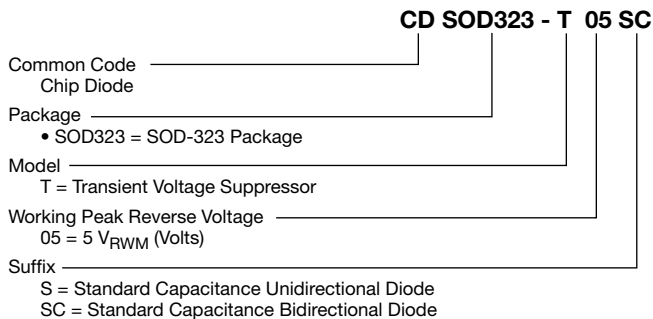 CD SOD323 - T 05 SC
Common Code
Chip Diode
Package
• SOD323 = SOD-323 Package
Model
T = Transient Voltage Suppressor
Working Peak Reverse Voltage
05 = 5 VRWM (Volts)
Suffix
S = Standard Capacitance Unidirectional Diode
SC = Standard Capacitance Bidirectional Diode